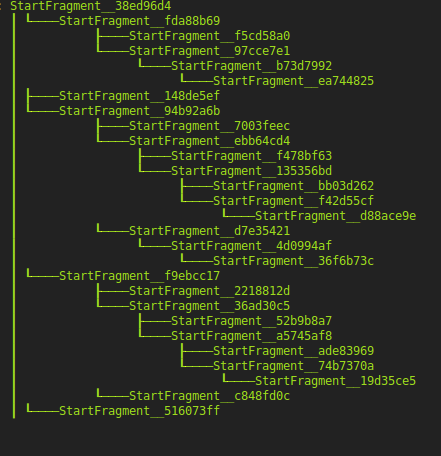 : StartFragment__38ed96d4
StartFragment__fda88b69
StartFragment__f5cd58a0
StartFragment__97cce7e1
StartFragment__b73d7992
StartFragment__ea744825
StartFragment__148de5ef
StartFragment__94b92a6b
StartFragment__7003feec
StartFragment__ebb64cd4
StartFragment__f478bf63
StartFragment__135356bd
StartFragment__bb03d262
StartFragment__f42d55cf
StartFragment__d88ace9e
StartFragment__d7e35421
StartFragment__4d0994af
StartFragment__36f6b73c
StartFragment__f9ebcc17
StartFragment__2218812d
StartFragment__36ad30c5
StartFragment__52b9b8a7
StartFragment__a5745af8
StartFragment__ade83969
StartFragment__74b7370a
StartFragment__19d35ce5
StartFragment__c848fd0c
StartFragment__516073ff